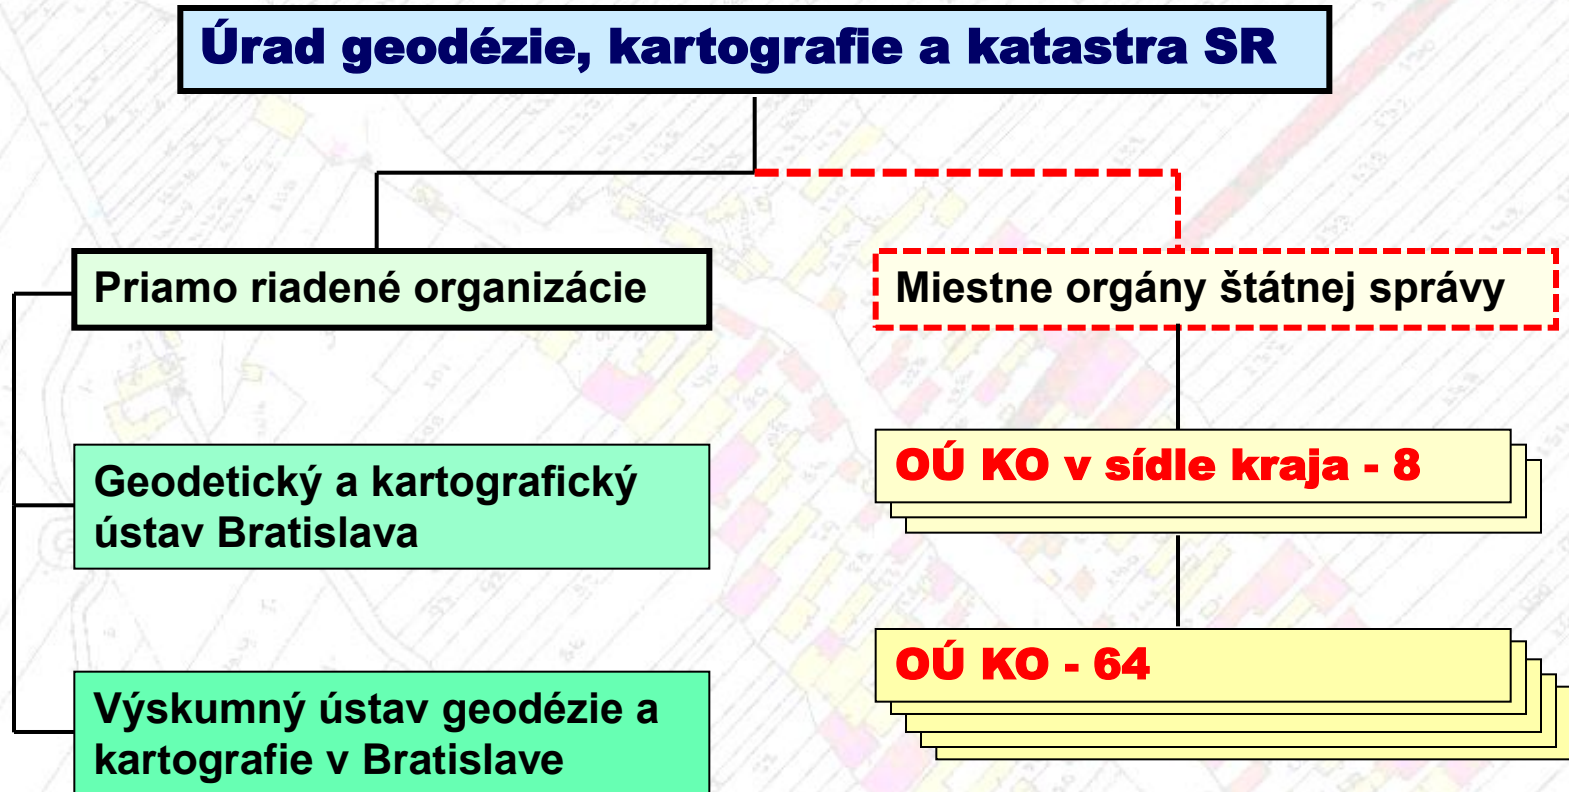 Úrad geodézie, kartografie a katastra SR
Priamo riadené organizácie
Miestne orgány štátnej správy
Geodetický a kartografický
ústav Bratislava
OÚ KO v sídle kraja - 8
OÚ KO - 64
Výskumný ústav geodézie a
kartografie v Bratislave